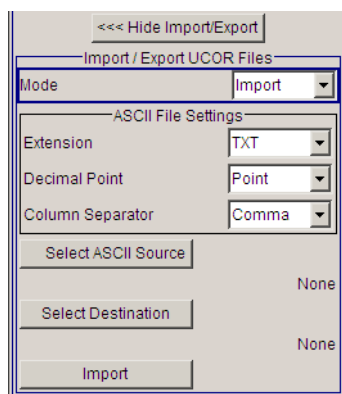 <<< Hide Import/Export
Import / Export UCOR Files
Mode Import
ASCII File Settings
Extension TXT
Decimal Point Point
Column Separator Comma
Select ASCII Source
None
Select Destination
None
Import